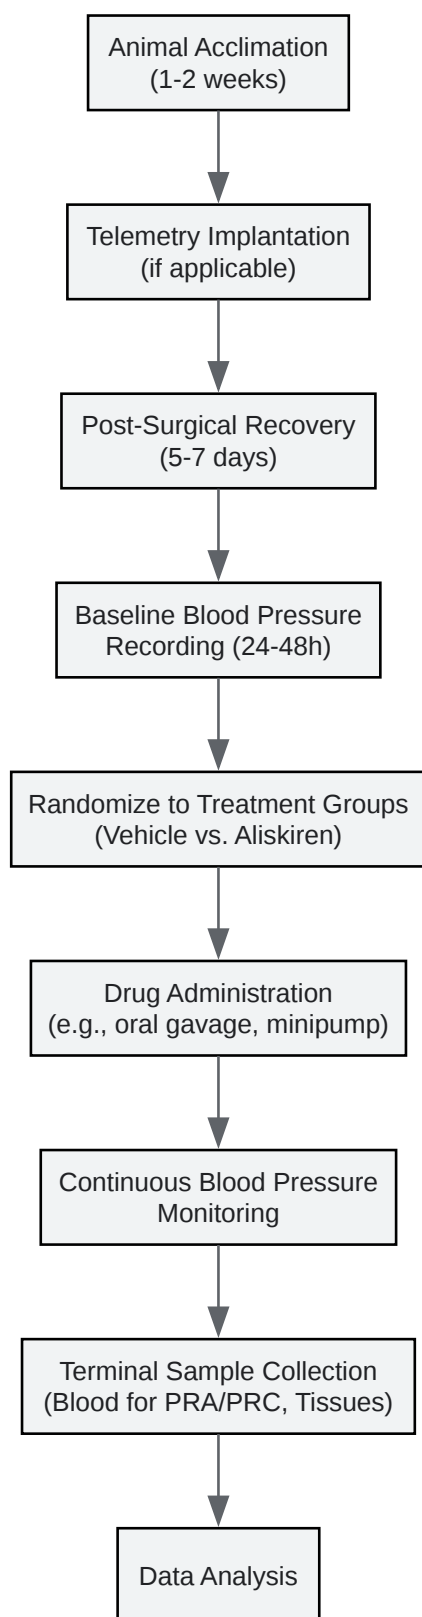 Animal Acclimation
(1-2 weeks)
Telemetry Implantation
(if applicable)
Post-Surgical Recovery
(5-7 days)
Baseline Blood Pressure
Recording (24-48h)
Randomize to Treatment Groups
(Vehicle vs. Aliskiren)
Drug Administration
(e.g., oral gavage, minipump)
Continuous Blood Pressure
Monitoring
Terminal Sample Collection
(Blood for PRA/PRC, Tissues)
Data Analysis